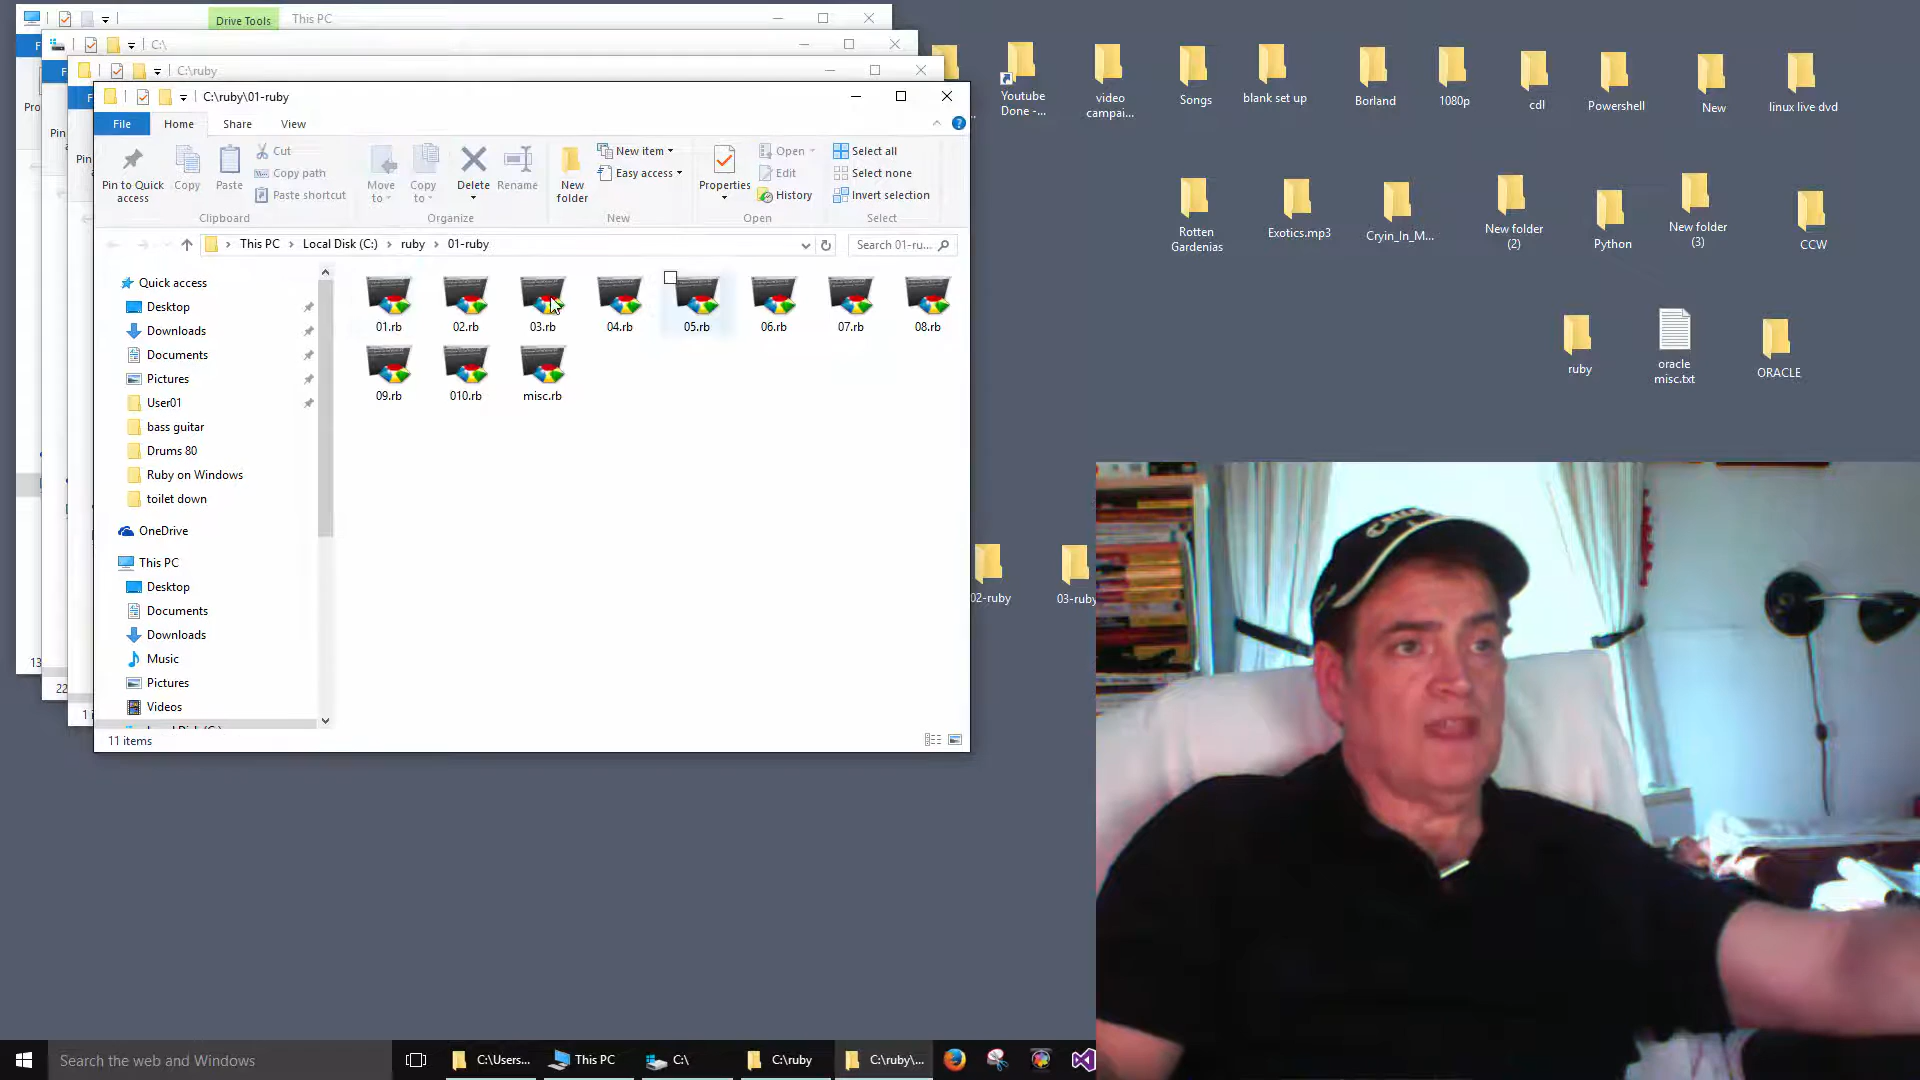 Drive Tools
This PC
C:\
C:\ruby
C:\ruby\01-ruby
File
Home
Share
View
Pro
Pin
Pin to Quick access
Copy
Paste
Cut
Copy path
Paste shortcut
Clipboard
Move to
Copy to
Delete
Rename
Organize
New folder
New item
Easy access
New
Properties
Open
Edit
History
Open
Select all
Select none
Invert selection
Select
This PC
Local Disk (C:)
ruby
01-ruby
Search 01-ru...
Quick access
Desktop
Downloads
Documents
Pictures
User01
bass guitar
Drums 80
Ruby on Windows
toilet down
OneDrive
This PC
Desktop
Documents
Downloads
Music
Pictures
Videos
01.rb
02.rb
03.rb
04.rb
05.rb
06.rb
07.rb
08.rb
09.rb
010.rb
misc.rb
13
22
1 i
11 items
Youtube
Done -...
video
campai...
Songs
blank set up
Borland
1080p
cdl
Powershell
New
linux live dvd
Rotten
Gardenias
Exotics.mp3
Cryin_In_M...
New folder
(2)
Python
New folder
(3)
CCW
ruby
oracle
misc.txt
ORACLE
02-ruby
03-ruby
Search the web and Windows
C:\Users...
This PC
C:\
C:\ruby
C:\ruby\...